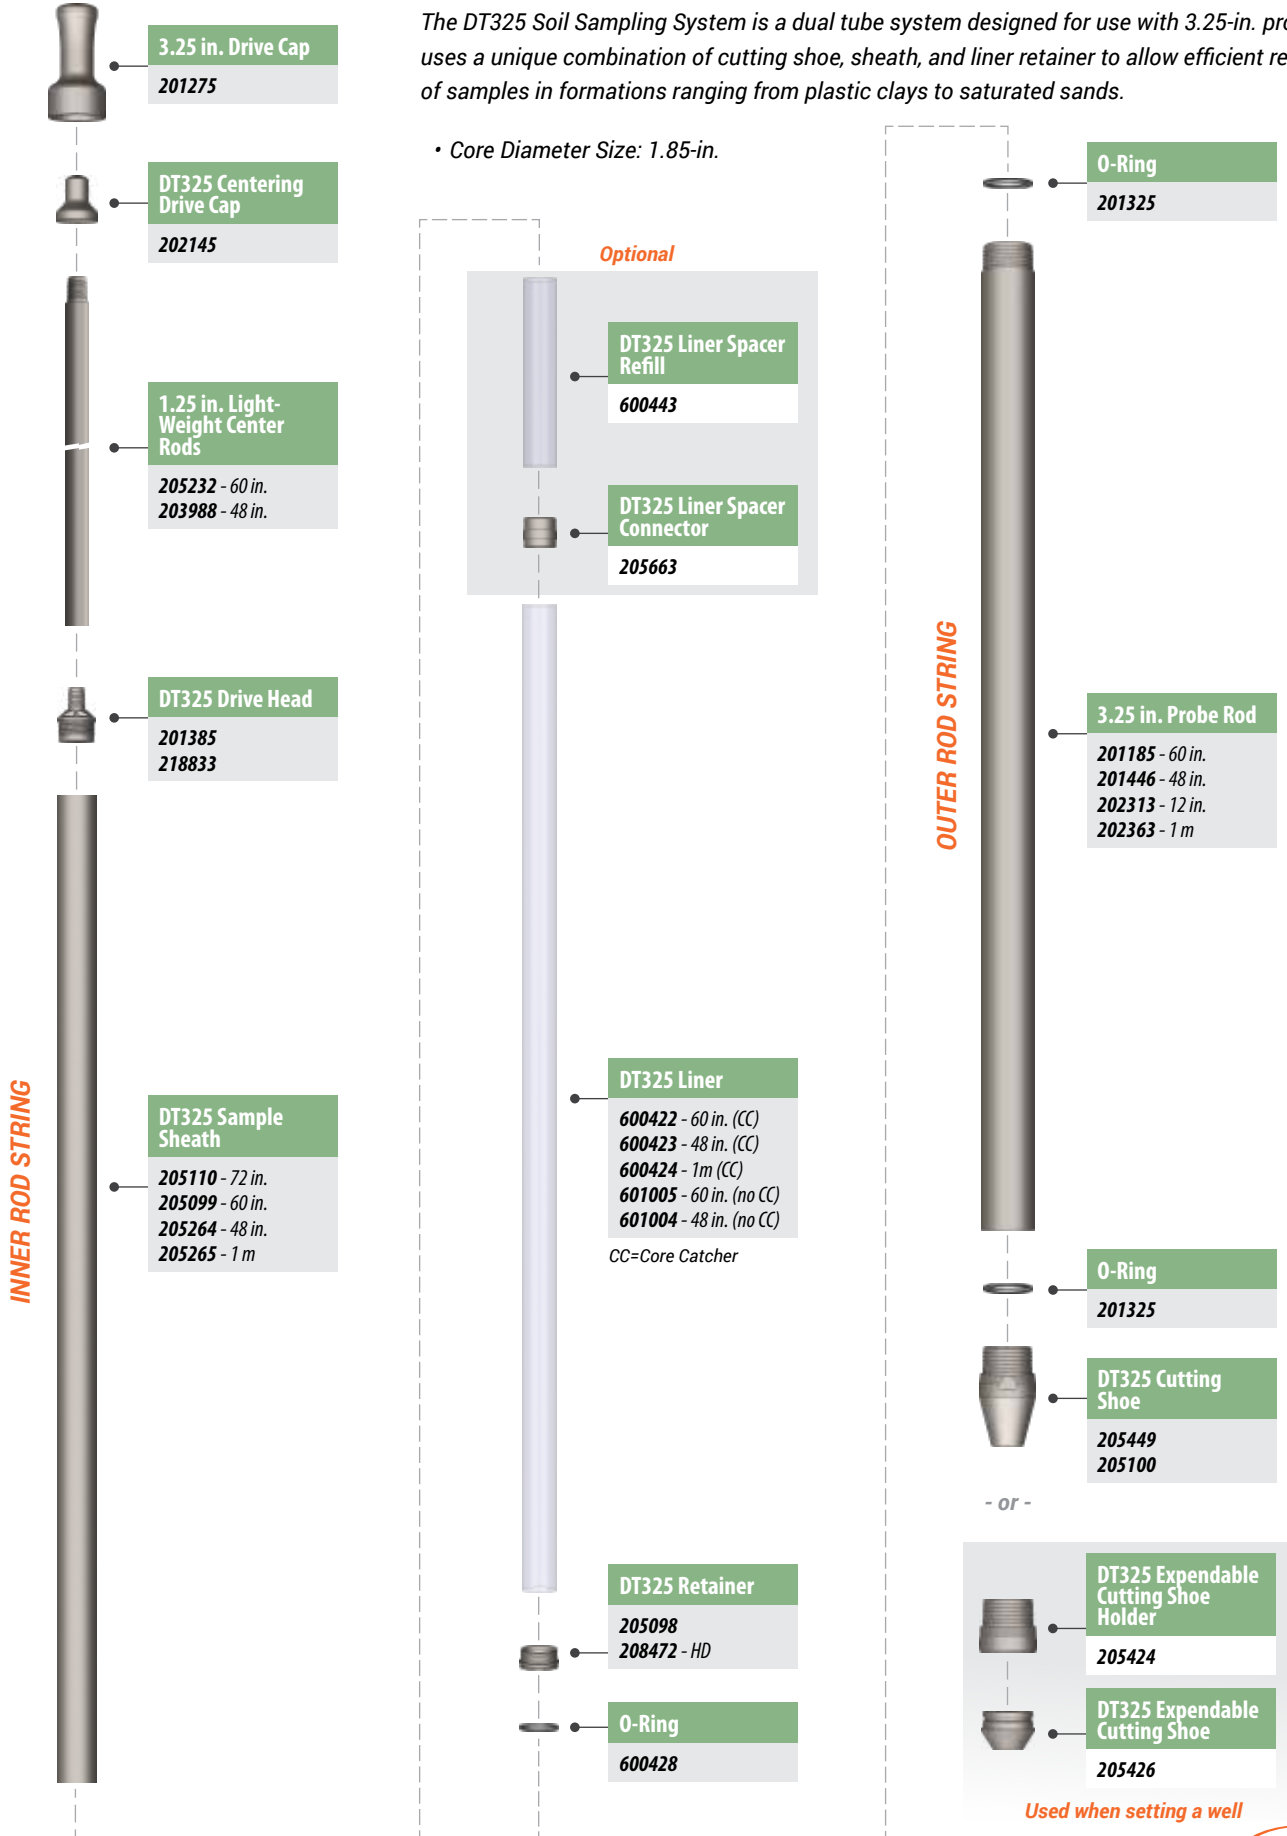 The DT325 Soil Sampling System is a dual tube system designed for use with 3.25-in.
uses a unique combination of cutting shoe, sheath, and liner retainer to allow efficient
of samples in formations ranging from plastic clays to saturated sands.
• Core Diameter Size: 1.85-in.
3.25 in. Drive Cap
201275
DT325 Centering
Drive Cap
202145
1.25 in. Light-
Weight Center
Rods
205232 - 60 in.
203988 - 48 in.
DT325 Drive Head
201385
218833
INNER ROD STRING
DT325 Sample
Sheath
205110 - 72 in.
205099 - 60 in.
205264 - 48 in.
205265 - 1 m
Optional
DT325 Liner Spacer
Refill
600443
DT325 Liner Spacer
Connector
205663
DT325 Liner
600422 - 60 in. (CC)
600423 - 48 in. (CC)
600424 - 1m (CC)
601005 - 60 in. (no CC)
601004 - 48 in. (no CC)
CC=Core Catcher
DT325 Retainer
205098
208472 - HD
O-Ring
600428
O-Ring
201325
OUTER ROD STRING
3.25 in. Probe Rod
201185 - 60 in.
201446 - 48 in.
202313 - 12 in.
202363 - 1 m
O-Ring
201325
DT325 Cutting
Shoe
205449
205100
- or -
DT325 Expendable
Cutting Shoe
Holder
205424
DT325 Expendable
Cutting Shoe
205426
Used when setting a well